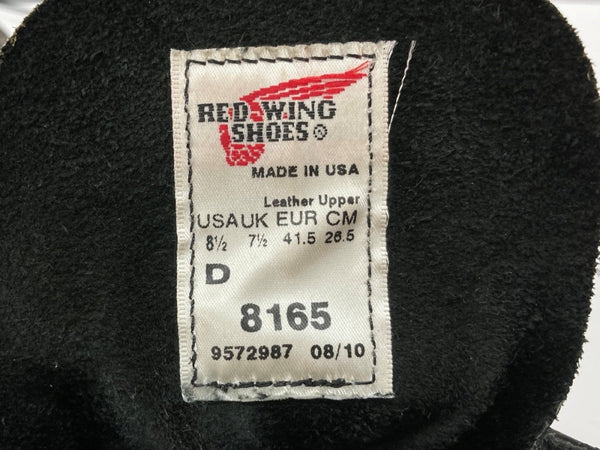 RED WING
SHOES®
MADE IN USA
Leather Upper
USA UK EUR CM
8½ 7½ 41.5 26.5
D
8165
9572987 08/10